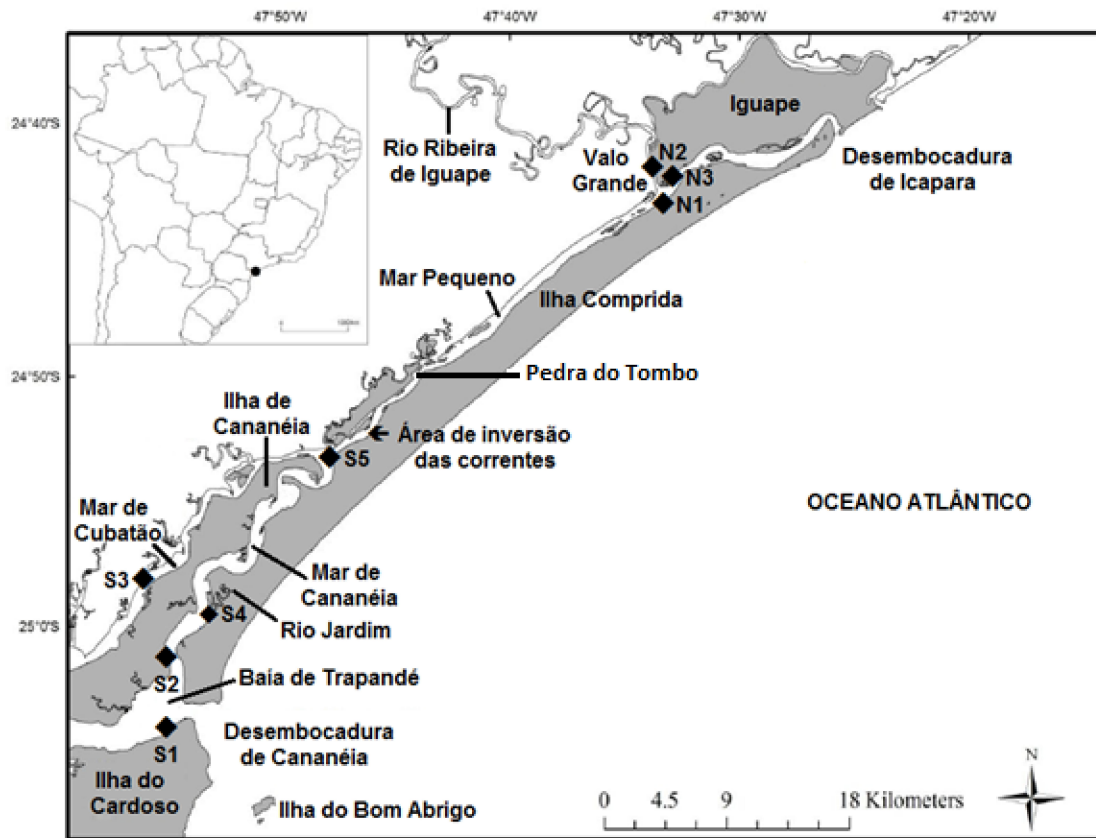 47°50'W
47°40'W
47°30'W
47°20'W
24°40'S
24°50'S
25°0'S
Iguape
Rio Ribeira
de Iguape
Valo
Grande
N2
N3
N1
Desembocadura
de Icapara
Mar Pequeno
Ilha Comprida
Pedra do Tombo
Ilha de
Cananéia
Área de inversão
das correntes
S5
OCEANO ATLÂNTICO
Mar de
Cubatão
S3
Mar de
Cananéia
S4
Rio Jardim
S2
Baía de Trapandé
S1
Desembocadura
de Cananéia
Ilha do
Cardoso
Ilha do Bom Abrigo
0 4.5 9 18 Kilometers
N